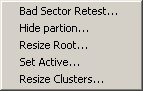 Bad Sector Retest...
Hide partion...
Resize Root...
Set Active...
Resize Clusters...